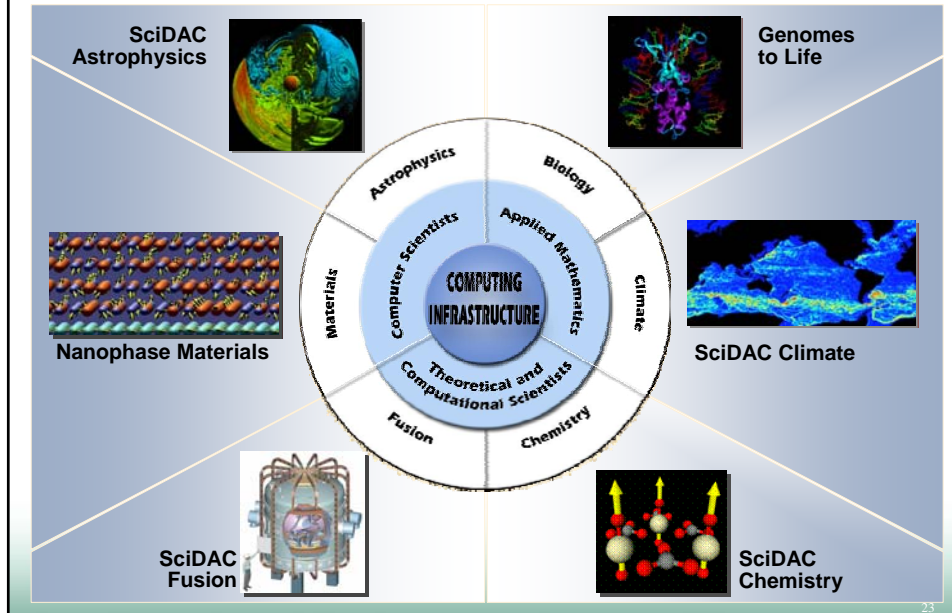 SciDAC
Astrophysics
Genomes
to Life
Astrophysics
Biology
Computer Scientists
Applied Mathematics
Materials
Climate
COMPUTING
INFRASTRUCTURE
Nanophase Materials
SciDAC Climate
Theoretical and
Computational Scientists
Fusion
Chemistry
SciDAC
Fusion
SciDAC
Chemistry
23